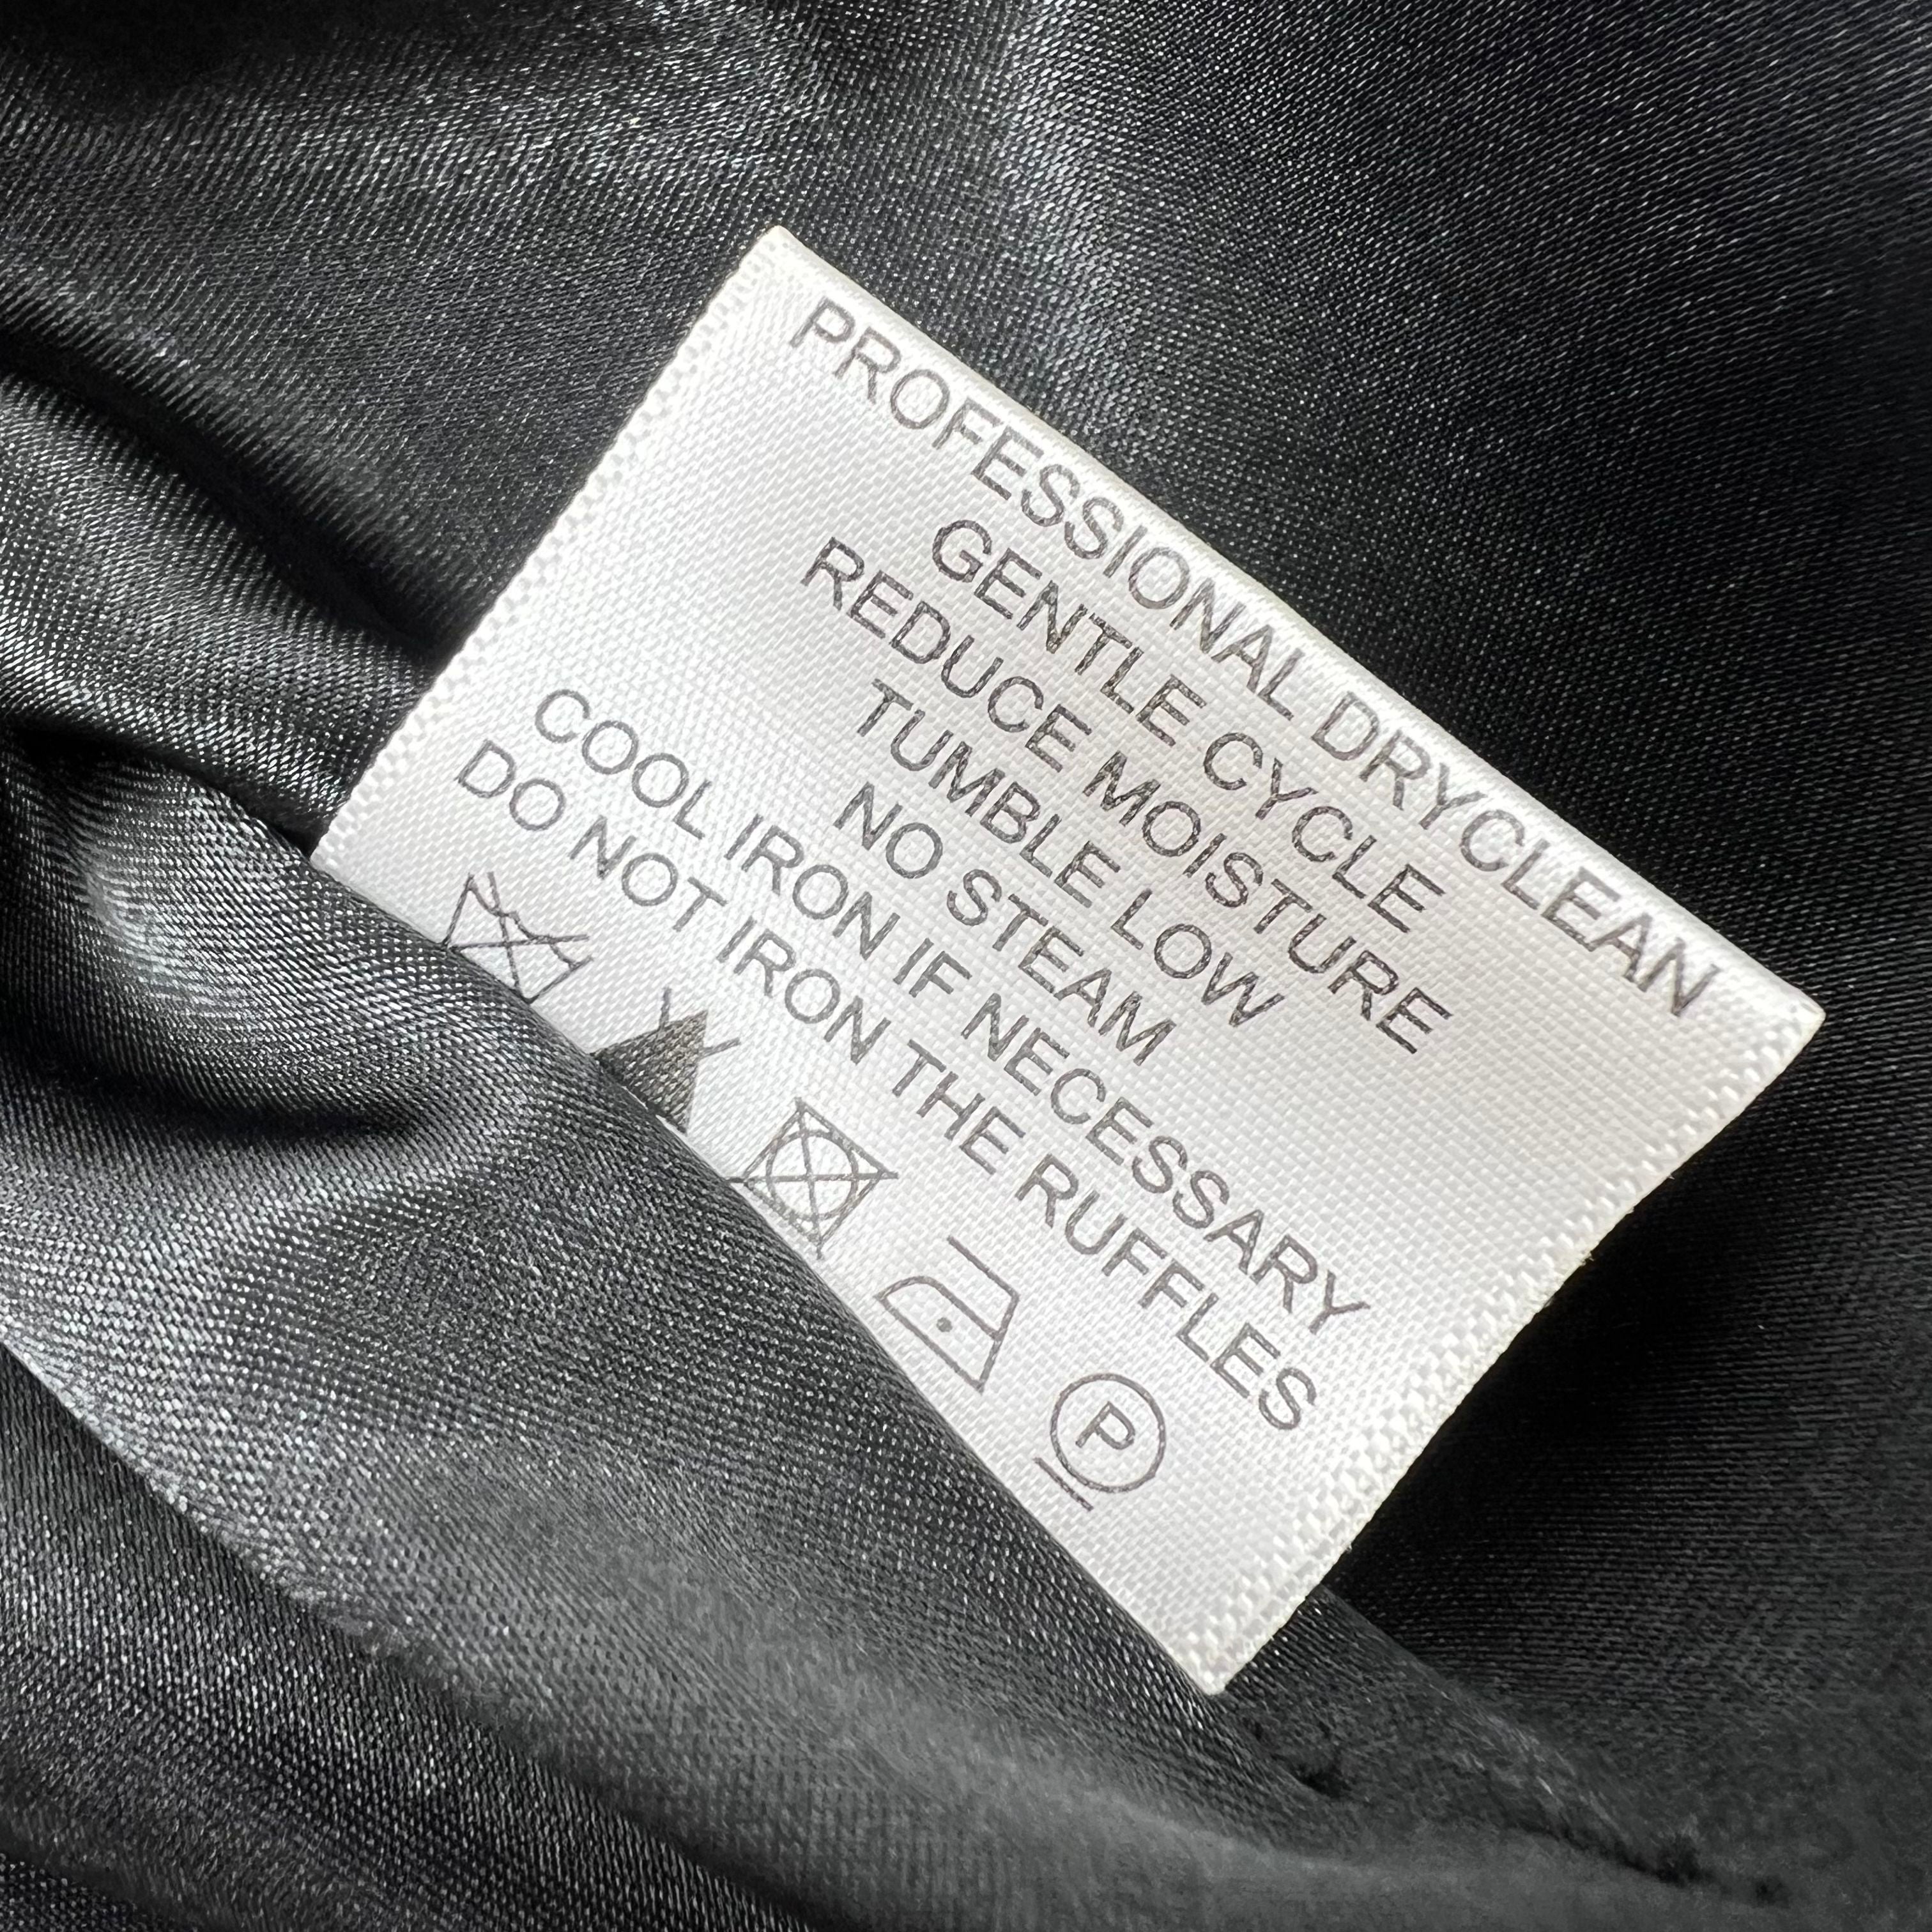 PROFESSIONAL DRYCLEAN
GENTLE CYCLE
REDUCE MOISTURE
TUMBLE LOW
NO STEAM
COOL IRON IF NECESSARY
DO NOT IRON THE RUFFLES
P